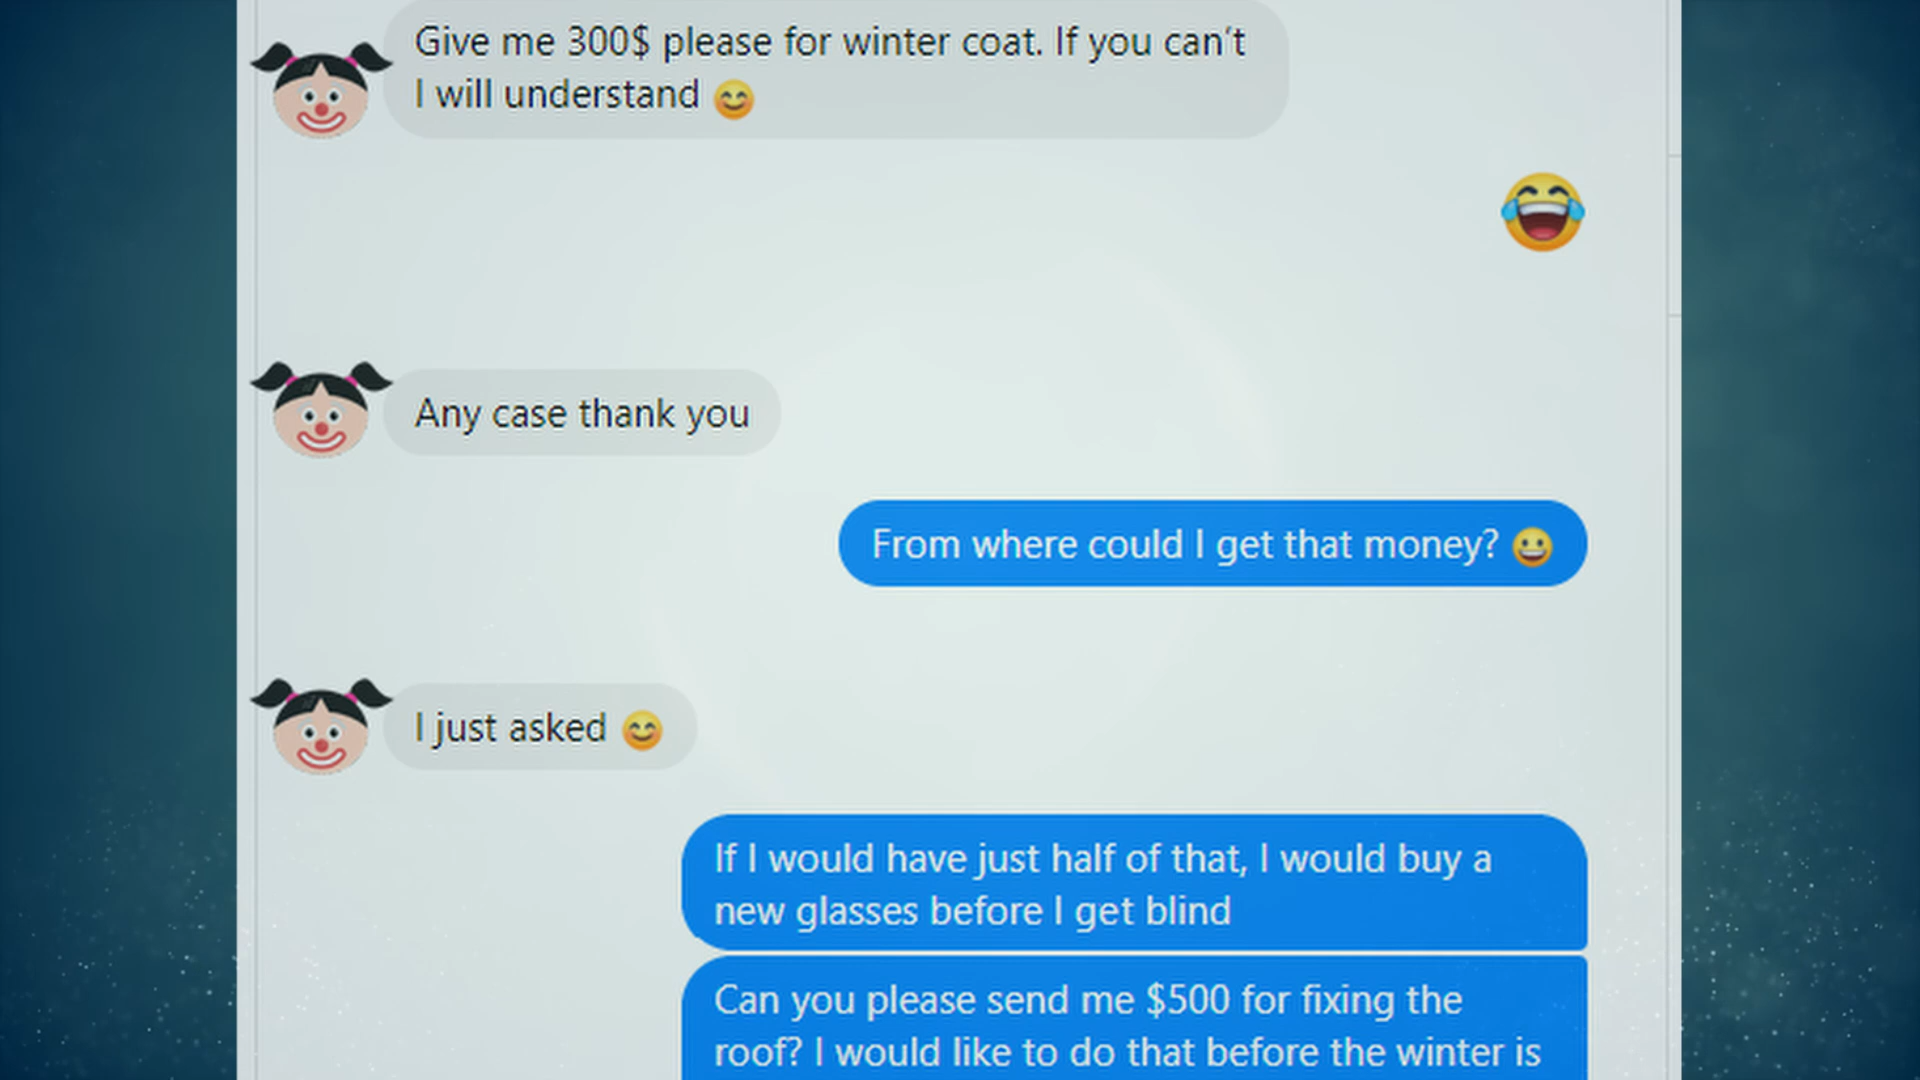 Give me 300$ please for winter coat. If you can't
I will understand 😊
😂
Any case thank you
From where could I get that money? 😀
I just asked 😊
If I would have just half of that, I would buy a
new glasses before I get blind
Can you please send me $500 for fixing the
roof? I would like to do that before the winter is